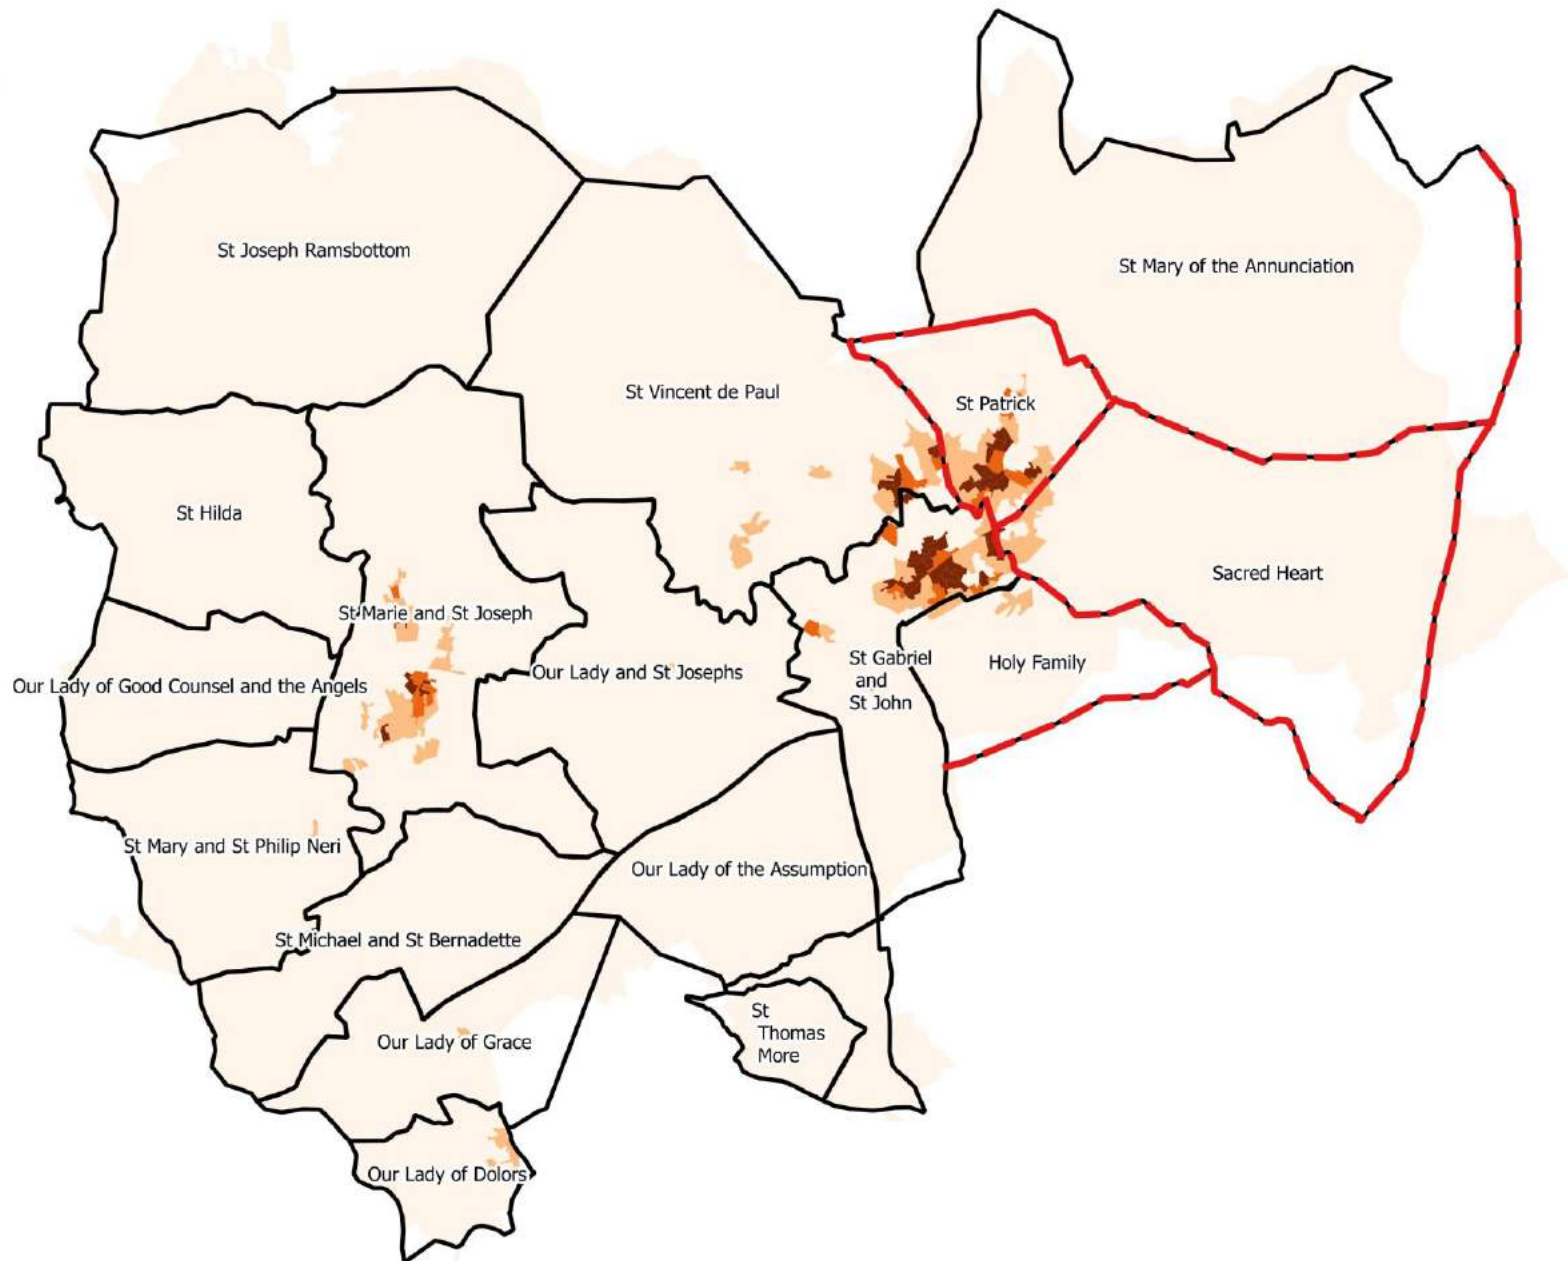 St Joseph Ramsbottom
St Mary of the Annunciation
St Vincent de Paul
St Patrick
St Hilda
Sacred Heart
St Marie and St Joseph
Our Lady and St Josephs
St Gabriel
and
St John
Holy Family
Our Lady of Good Counsel and the Angels
St Mary and St Philip Neri
Our Lady of the Assumption
St Michael and St Bernadette
St
Thomas
More
Our Lady of Grace
Our Lady of Dolors